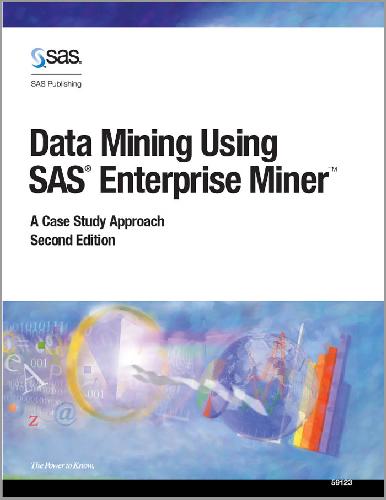 sas.
SAS Publishing
Data Mining Using
SAS® Enterprise Miner™
A Case Study Approach
Second Edition
The Power to Know.
59123